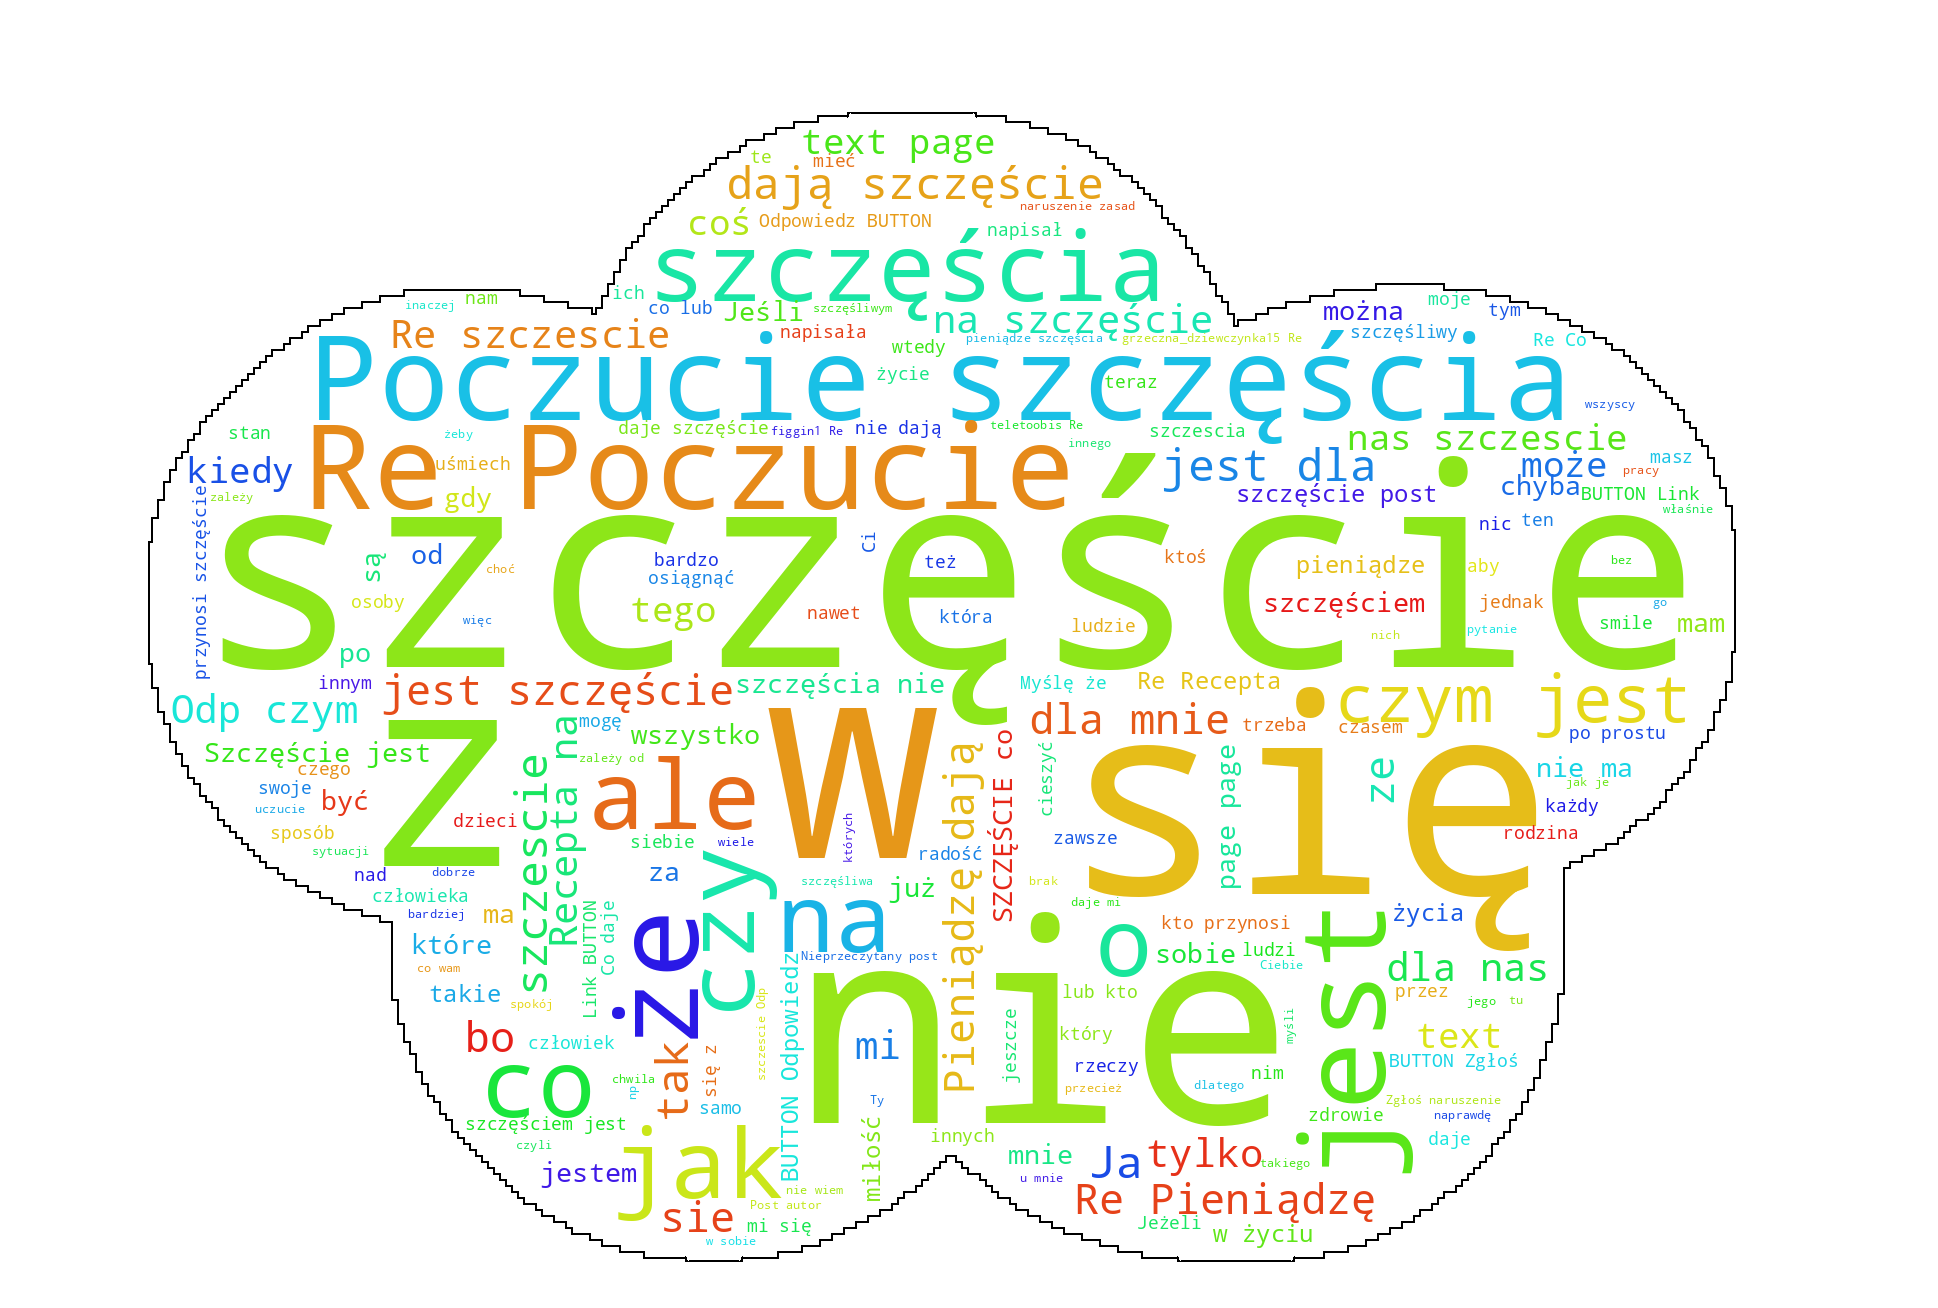 text page
te
mieć
dają szczęście
naruszenie zasad
coś
Odpowiedz BUTTON
napisał
szczęścia
ich
inaczej
nam
co lub
Jeśli
szczęśliwym
na szczęście
można
moje
tym
Re szczescie
napisała
wtedy
pieniądze szczęścia
grzeczna_dziewczynka15 Re
szczęśliwy
Re Co
Poczucie szczęścia
życie
teraz
wszyscy
stan
żeby
daje szczęście
figgin1 Re
nie dają
teletoobis Re
innego
szczescia
nas szczescie
kiedy
Re Poczucie
uśmiech
jest dla
może
masz
pracy
zależy
gdy
szczęście post
chyba
BUTTON Link
właśnie
nic
ten
przynosi szczęście
szczęście
są
od
choć
bardzo
osiągnąć
Ci
też
ktoś
pieniądze
aby
bez
osoby
więc
tego
nawet
która
ludzie
szczęściem
jednak
go
nich
pytanie
smile
mam
po
innym
jest szczęście
szczęścia nie
Myślę że
Re Recepta
czym jest
Odp czym
mogę
wszystko
dla mnie
trzeba
czasem
po prostu
Szczęście jest
z
zależy od
w
się
czego
swoje
uczucie
być
dzieci
szczescie
Recepta na
ale
Pieniądzę dają
SZCZĘŚCIE co
cieszyć
page page
ze
nie ma
jak je
każdy
rodzina
sposób
sytuacji
siebie
wiele
których
radość
zawsze
nad
dobrze
za
szczęśliwa
już
brak
człowieka
bardziej
ma
Link BUTTON
Co daje
że
czy
na
daje mi
kto przynosi
życia
które
co wam
Nieprzeczytany post
o
sobie
ludzi
Ciebie
jest
dla nas
takie
spokój
szczescie Odp
BUTTON Odpowiedz
nie
lub kto
przez
jego
tu
bo
człowiek
tak
się z
mi
jeszcze
który
myśli
text
BUTTON Zgłoś
co
chwila
np
samo
Ty
rzeczy
przecież
dlatego
nim
Zgłoś naruszenie
naprawdę
szczęściem jest
czyli
jak
miłość
innych
zdrowie
daje
jestem
nie wiem
mnie
u mnie
Ja
tylko
takiego
sie
Post autor
mi się
w sobie
Re Pieniądzę
Jeżeli
w życiu